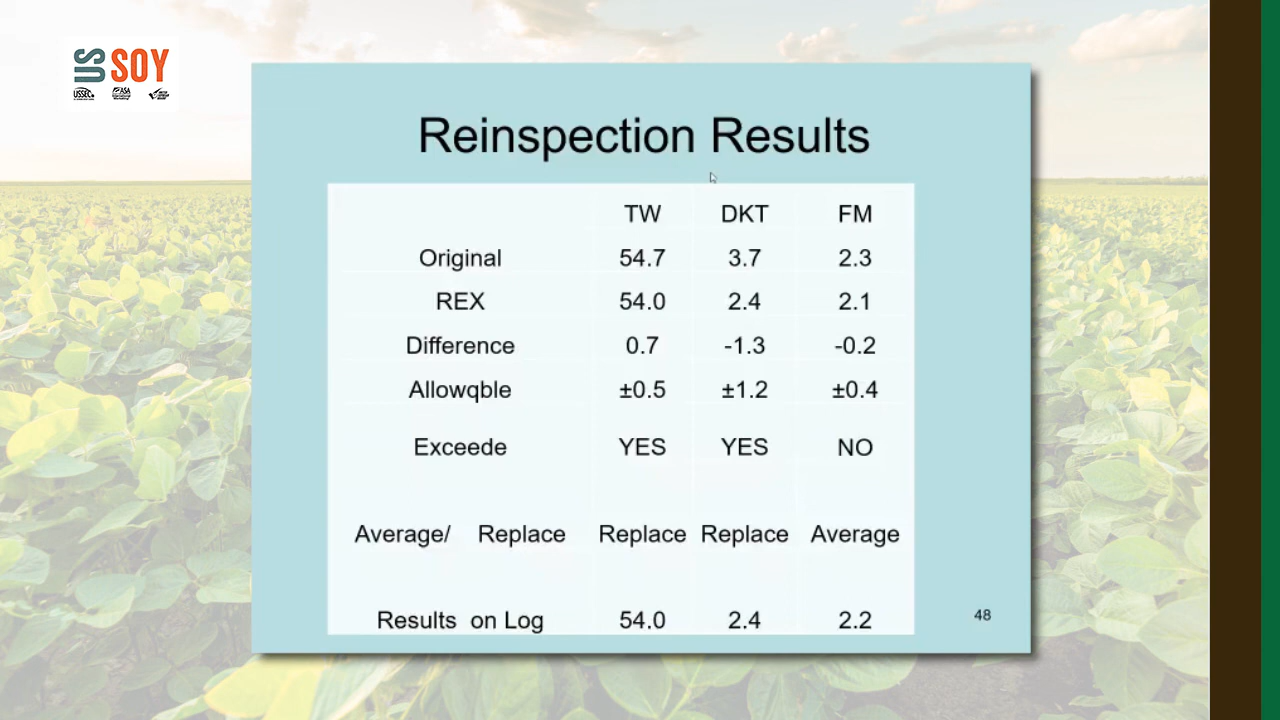 US SOY
USSEC
ASA
Reinspection Results
TW DKT FM
Original 54.7 3.7 2.3
REX 54.0 2.4 2.1
Difference 0.7 -1.3 -0.2
Allowqble ±0.5 ±1.2 ±0.4
Exceede YES YES NO
Average/ Replace Replace Replace Average
Results on Log 54.0 2.4 2.2
48